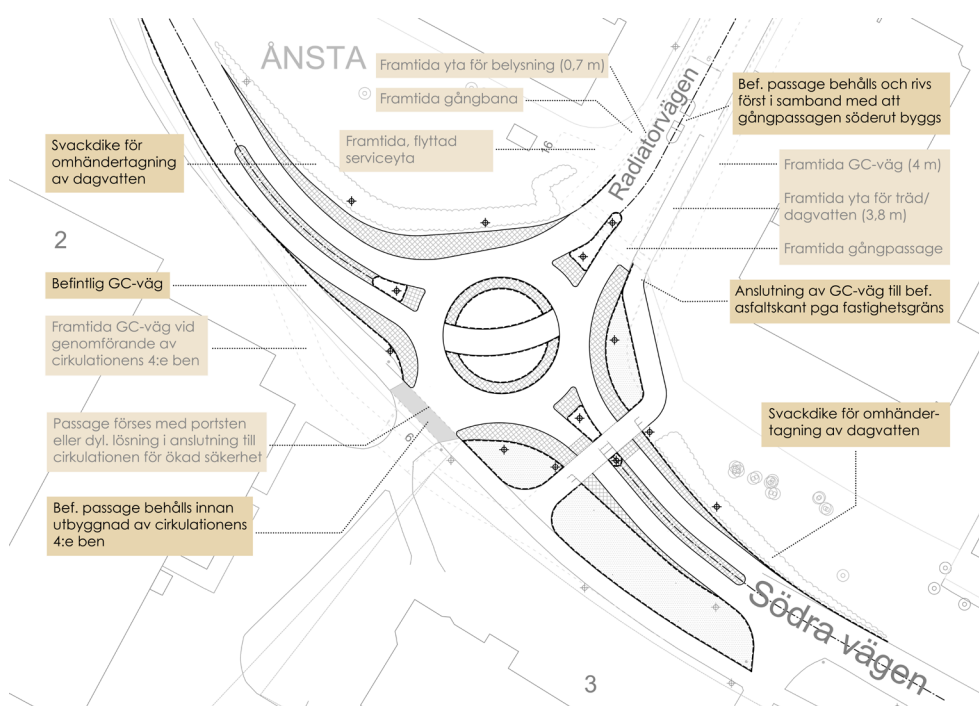 ÅNSTA
Framtida yta för belysning (0,7 m)
Framtida gångbana
Framtida, flyttad
serviceyta
16
Radiatorvägen
Bef. passage behålls och rivs
först i samband med att
gångpassagen söderut byggs
Svackdike för
omhändertagning
av dagvatten
Framtida GC-väg (4 m)
Framtida yta för träd/
dagvatten (3,8 m)
Framtida gångpassage
2
Befintlig GC-väg
Anslutning av GC-väg till bef.
asfaltskant pga fastighetsgräns
Framtida GC-väg vid
genomförande av
cirkulationens 4:e ben
Passage förses med portsten
eller dyl. lösning i anslutning till
cirkulationen för ökad säkerhet
Svackdike för omhänder-
tagning av dagvatten
Bef. passage behålls innan
utbyggnad av cirkulationens
4:e ben
Södra vägen
3